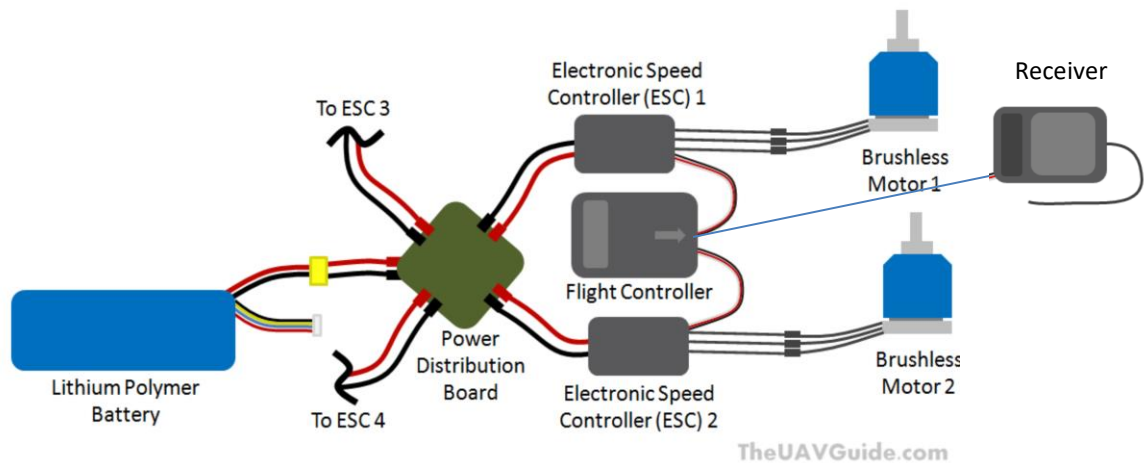 Electronic Speed
Controller (ESC) 1
Receiver
To ESC 3
Brushless
Motor 1
Flight Controller
Power
Distribution
Board
Lithium Polymer
Battery
To ESC 4
Electronic Speed
Controller (ESC) 2
Brushless
Motor 2
TheUAVGuide.com